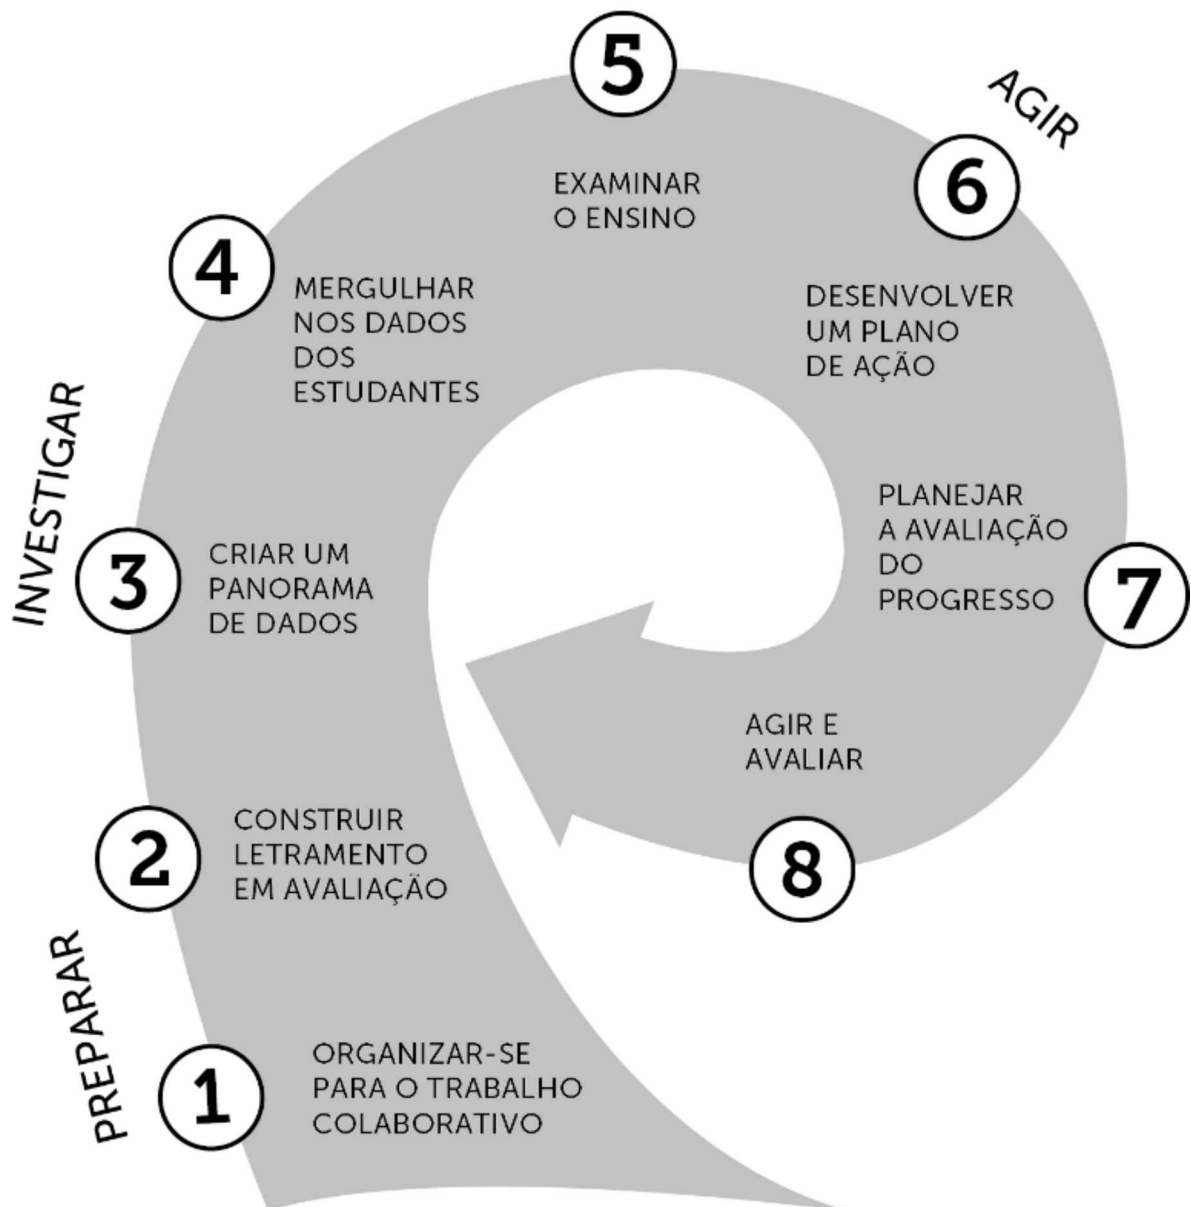 5
EXAMINAR
O ENSINO
AGIR
6
DESENVOLVER
UM PLANO
DE AÇÃO
4
MERGULHAR
NOS DADOS
DOS
ESTUDANTES
INVESTIGAR
3
CRIAR UM
PANORAMA
DE DADOS
PLANEJAR
A AVALIAÇÃO
DO
PROGRESSO
7
AGIR E
AVALIAR
8
2
CONSTRUIR
LETRAMENTO
EM AVALIAÇÃO
PREPARAR
1
ORGANIZAR-SE
PARA O TRABALHO
COLABORATIVO